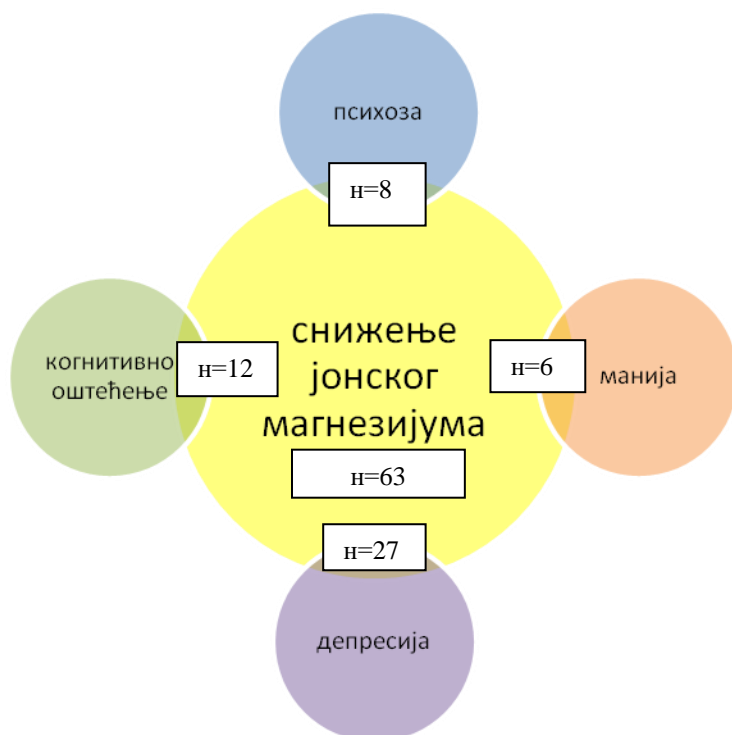 психоза
н=8
когнитивно
оштећење
н=12
снижење
јонског
магнезијума
н=63
н=6
манија
н=27
депресија